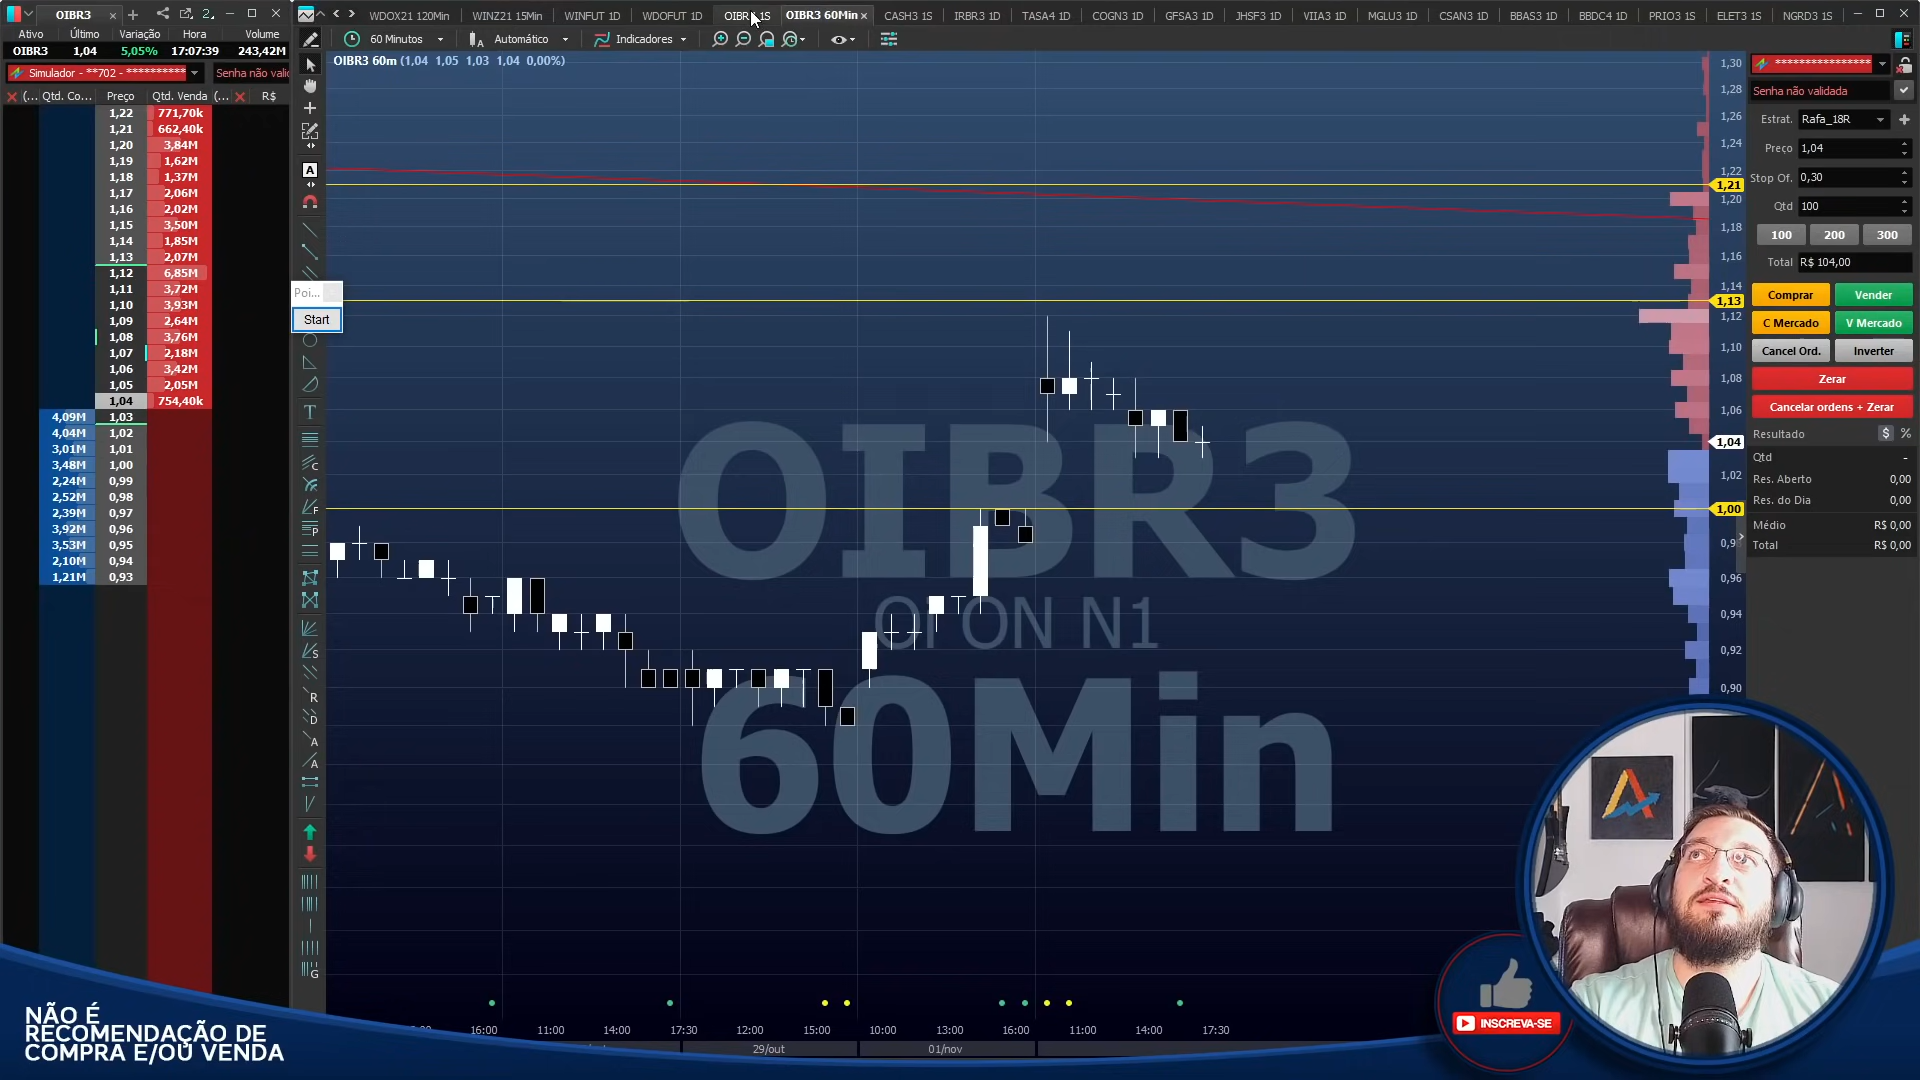 OIBR3
WDOX21 120Min WINZ21 15Min WINFUT 1D WDOFUT 1D OIBR3 1S OIBR3 60Min CASH3 1S IRBR3 1D TASA4 1D COGN3 1D GFSA3 1D JHSF3 1D VIIA3 1D MGLU3 1D CSAN3 1D BBAS3 1D BBDC4 1D PRIO3 1S ELET3 1S NGRD3 1S
Ativo Último Variação Hora Volume
60 Minutos Automático Indicadores
OIBR3 1,04 5,05% 17:07:39 243,42M
OIBR3 60m (1,04 1,05 1,03 1,04 0,00%)
Simulador - **702 - **********
Senha não vali
(... Qtd. Co... Preço Qtd. Venda (... R$
1,22 771,70k
1,21 662,40k
1,20 3,84M
1,19 1,62M
1,18 1,37M
1,17 2,06M
1,16 2,02M
1,15 3,50M
1,14 1,85M
1,13 2,07M
1,12 6,85M
1,11 3,72M
1,10 3,93M
1,09 2,64M
1,08 3,76M
1,07 2,18M
1,06 3,42M
1,05 2,05M
1,04 754,40k
4,09M 1,03
4,04M 1,02
3,01M 1,01
3,48M 1,00
2,24M 0,99
2,52M 0,98
2,39M 0,97
3,92M 0,96
3,53M 0,95
2,10M 0,94
1,21M 0,93
Poi...
Start
OIBR3
Oi ON N1
60Min
1,30
1,28
1,26
1,24
1,22
1,21
1,20
1,18
1,16
1,14
1,13
1,12
1,10
1,08
1,06
1,04
1,02
1,00
0,9
0,96
0,94
0,92
0,90
16:00 11:00 14:00 17:30 12:00 15:00 10:00 13:00 16:00 11:00 14:00 17:30
29/out 01/nov
****************
Senha não validada
Estrat. Rafa_18R
Preço 1,04
Stop Of. 0,30
Qtd 100
100 200 300
Total R$ 104,00
Comprar Vender
C Mercado V Mercado
Cancel Ord. Inverter
Zerar
Cancelar ordens + Zerar
Resultado $ %
Qtd -
Res. Aberto 0,00
Res. do Dia 0,00
Médio R$ 0,00
Total R$ 0,00
NÃO É
RECOMENDAÇÃO DE
COMPRA E/OU VENDA
INSCREVA-SE